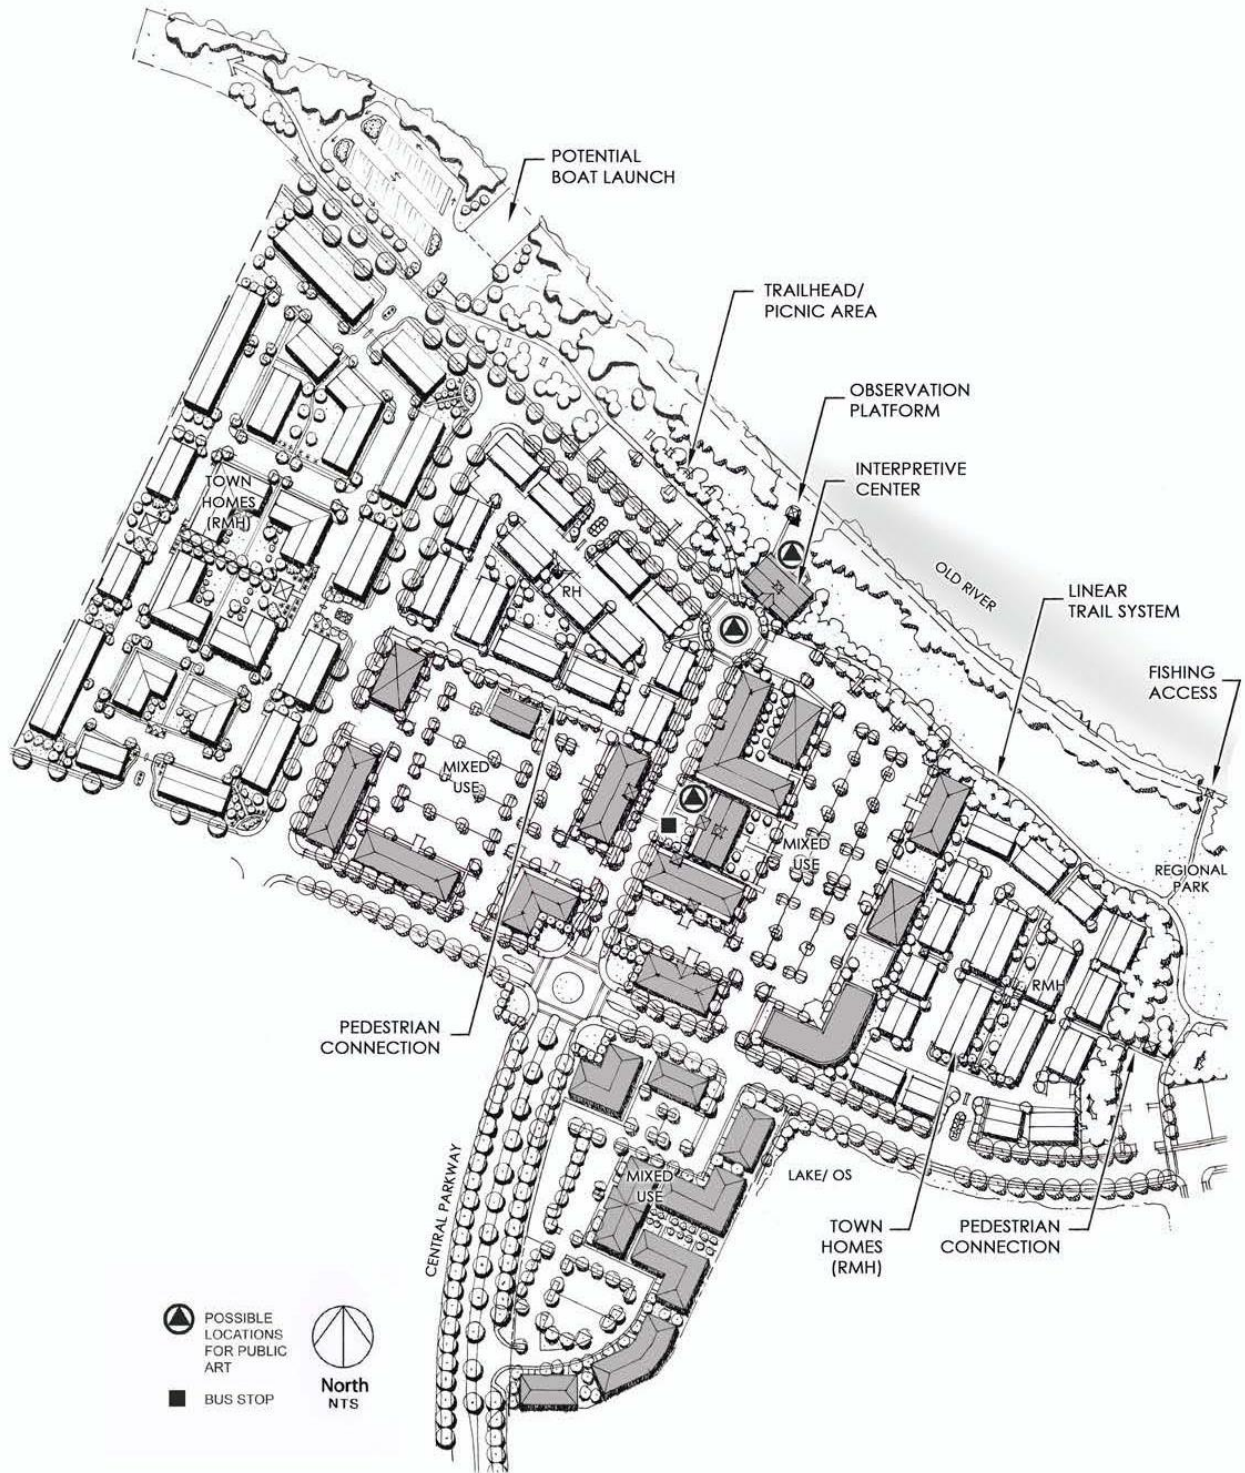 POTENTIAL
BOAT LAUNCH
TRAILHEAD/
PICNIC AREA
OBSERVATION
PLATFORM
INTERPRETIVE
CENTER
OLD RIVER
LINEAR
TRAIL SYSTEM
FISHING
ACCESS
TOWN
HOMES
(RMH)
RH
MIXED
USE
MIXED
USE
REGIONAL
PARK
RMH
PEDESTRIAN
CONNECTION
CENTRAL PARKWAY
MIXED
USE
LAKE/ OS
TOWN
HOMES
(RMH)
PEDESTRIAN
CONNECTION
POSSIBLE
LOCATIONS
FOR PUBLIC
ART
BUS STOP
North
NTS